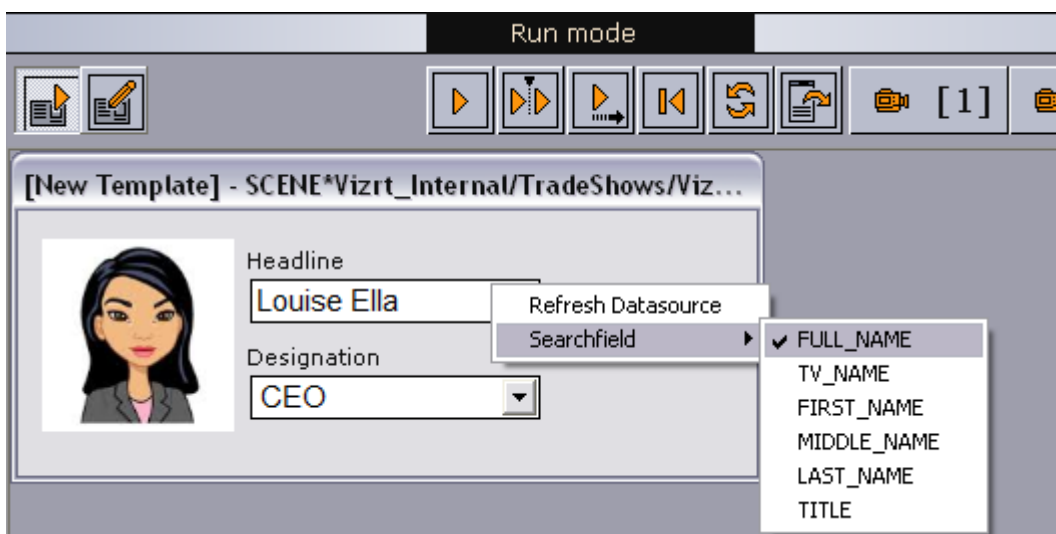 Run mode
[1]
[New Template] - SCENE*Vizrt_Internal/TradeShows/Viz...
Headline
Louise Ella
Refresh Datasource
Searchfield
FULL_NAME
TV_NAME
FIRST_NAME
MIDDLE_NAME
LAST_NAME
TITLE
Designation
CEO